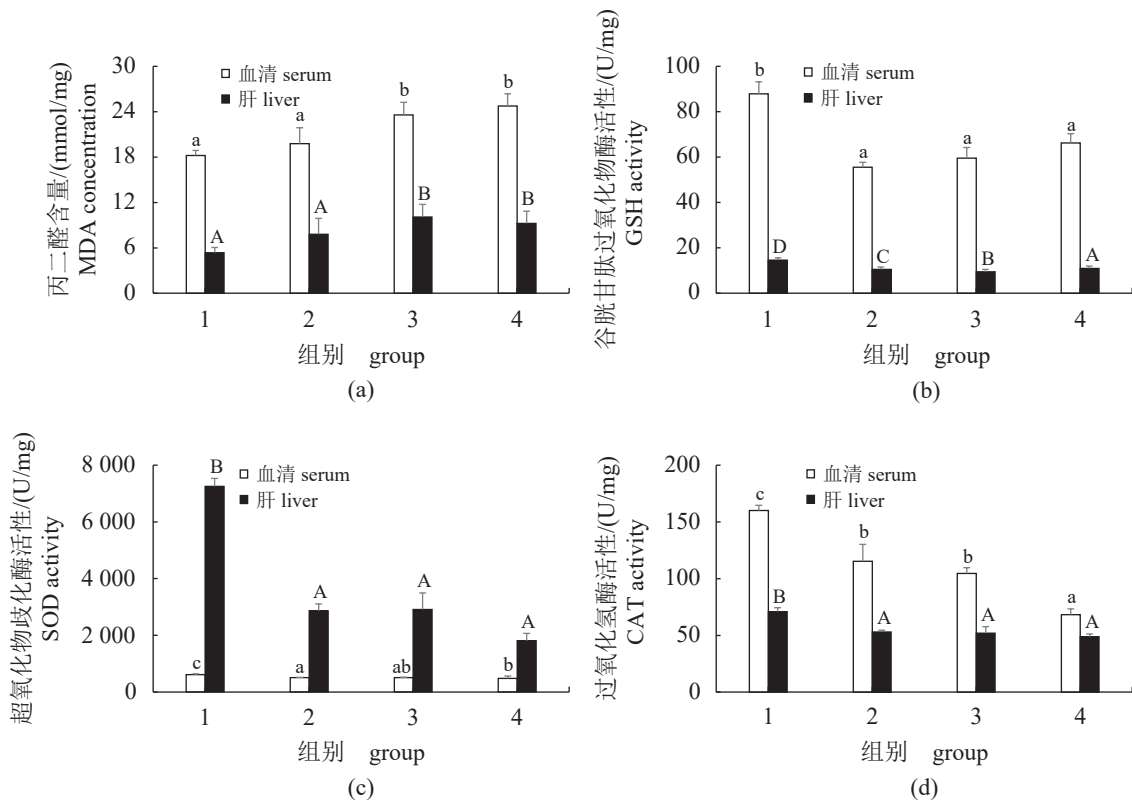 丙二醛含量/(mmol/mg)
MDA concentration
30
24
18
12
6
0
血清 serum
肝 liver
a
A
a
A
b
B
b
B
1 2 3 4
组别 group
(a)
谷胱甘肽过氧化物酶活性/(U/mg)
GSH activity
100
80
60
40
20
0
血清 serum
肝 liver
b
D
a
C
a
B
a
A
1 2 3 4
组别 group
(b)
超氧化物歧化酶活性/(U/mg)
SOD activity
8 000
6 000
4 000
2 000
0
血清 serum
肝 liver
c
B
a
A
ab
A
b
A
1 2 3 4
组别 group
(c)
过氧化氢酶活性/(U/mg)
CAT activity
200
150
100
50
0
血清 serum
肝 liver
c
B
b
A
b
A
a
A
1 2 3 4
组别 group
(d)